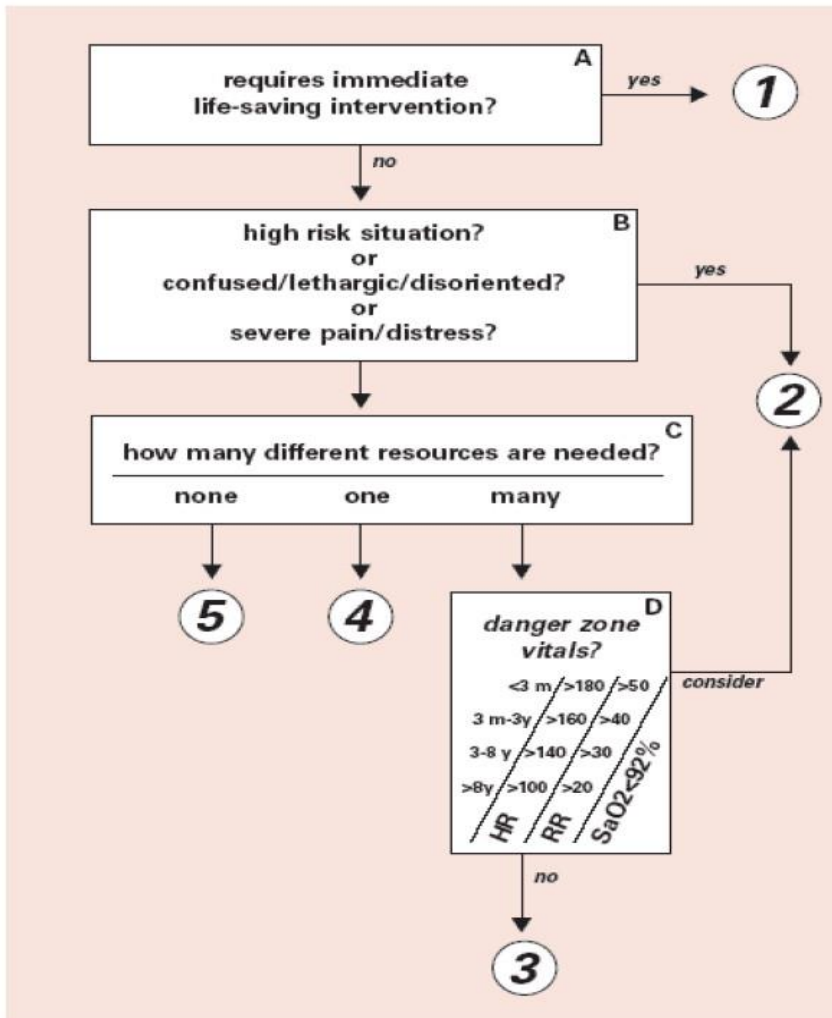 A
requires immediate
life-saving intervention?
yes
1
no
B
high risk situation?
or
confused/lethargic/disoriented?
or
severe pain/distress?
yes
2
C
how many different resources are needed?
none one many
5
4
D
danger zone
vitals?
<3 m >180 >50
3 m-3y >160 >40
3-8 y >140 >30
>8y >100 >20
HR RR SaO2<92%
consider
no
3